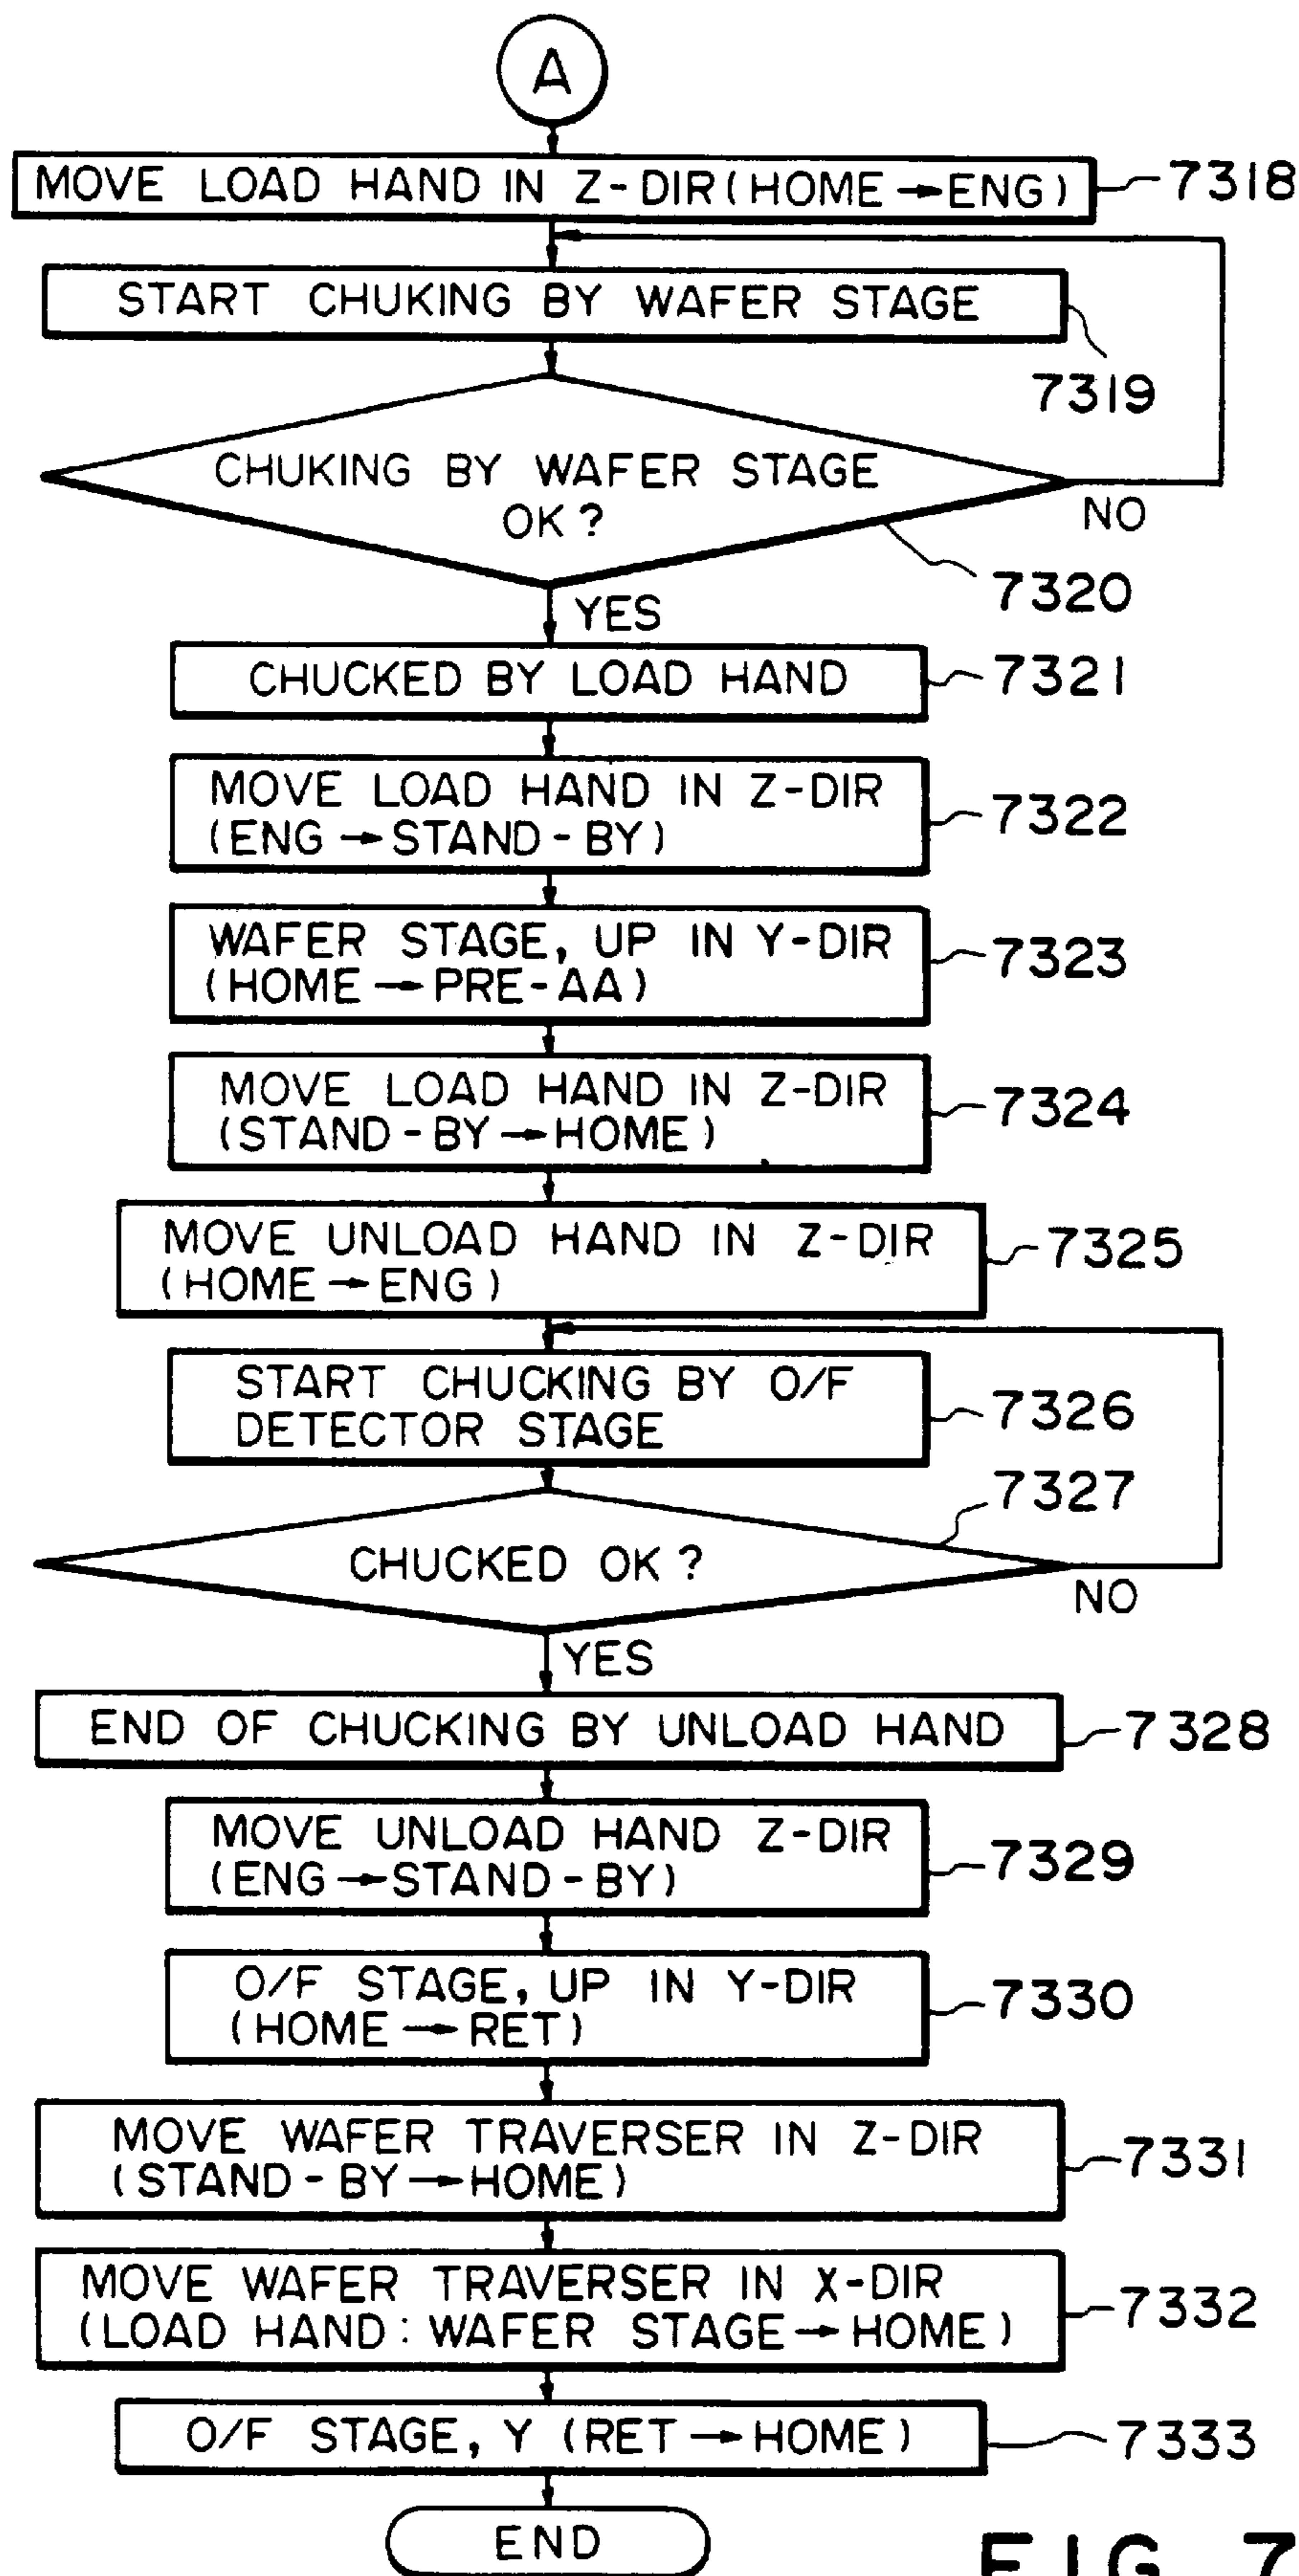 A
MOVE LOAD HAND IN Z-DIR(HOME→ENG)
7318
START CHUKING BY WAFER STAGE
7319
CHUKING BY WAFER STAGE
OK?
NO
7320
YES
CHUCKED BY LOAD HAND
7321
MOVE LOAD HAND IN Z-DIR
(ENG→STAND-BY)
7322
WAFER STAGE, UP IN Y-DIR
(HOME→PRE-AA)
7323
MOVE LOAD HAND IN Z-DIR
(STAND-BY→HOME)
7324
MOVE UNLOAD HAND IN Z-DIR
(HOME→ENG)
7325
START CHUCKING BY O/F
DETECTOR STAGE
7326
7327
CHUCKED OK?
NO
YES
END OF CHUCKING BY UNLOAD HAND
7328
MOVE UNLOAD HAND Z-DIR
(ENG→STAND-BY)
7329
O/F STAGE, UP IN Y-DIR
(HOME→RET)
7330
MOVE WAFER TRAVERSER IN Z-DIR
(STAND-BY→HOME)
7331
MOVE WAFER TRAVERSER IN X-DIR
(LOAD HAND: WAFER STAGE→HOME)
7332
O/F STAGE, Y (RET→HOME)
7333
END
FIG. 7